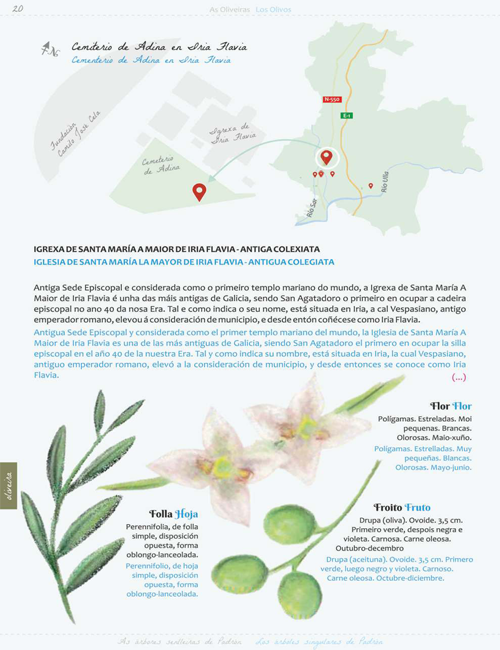 20
As Oliveiras Los Olivos
Cemiterio de Adina en Iria Flavia
Cementerio de Adina en Iria Flavia
Fundación
Camilo José Cela
Igrexa de
Iria Flavia
Cemiterio
de Adina
N-550
E-1
Río Sar
Río Ulla
IGREXA DE SANTA MARÍA A MAIOR DE IRIA FLAVIA - ANTIGA COLEXIATA
IGLESIA DE SANTA MARÍA LA MAYOR DE IRIA FLAVIA - ANTIGUA COLEGIATA
Antiga Sede Episcopal e considerada como o primeiro templo mariano do mundo, a Igrexa de Santa María A
Maior de Iria Flavia é unha das máis antigas de Galicia, sendo San Agatadoro o primeiro en ocupar a cadeira
episcopal no ano 40 da nosa Era. Tal e como indica o seu nome, está situada en Iria, a cal Vespasiano, antigo
emperador romano, elevou á consideración de municipio, e desde entón coñécese como Iria Flavia.
Antigua Sede Episcopal y considerada como el primer templo mariano del mundo, la Iglesia de Santa María A
Maior de Iria Flavia es una de las más antiguas de Galicia, siendo San Agatadoro el primero en ocupar la silla
episcopal en el año 40 de la nuestra Era. Tal y como indica su nombre, está situada en Iria, la cual Vespasiano,
antiguo emperador romano, elevó a la consideración de municipio, y desde entonces se conoce como Iria
Flavia.
(...)
Flor Flor
Polígamas. Estreladas. Moi
pequenas. Brancas.
Olorosas. Maio-xuño.
Polígamas. Estrelladas. Muy
pequeñas. Blancas.
Olorosas. Mayo-junio.
oliveira
Folla Hoja
Perennifolia, de folla
simple, disposición
oposta, forma
oblongo-lanceolada.
Perennifolio, de hoja
simple, disposición
opuesta, forma
oblongo-lanceolada.
Froito Fruto
Drupa (oliva). Ovoide. 3,5 cm.
Primeiro verde, despois negra e
violeta. Carnosa. Carne oleosa.
Outubro-decembro
Drupa (aceituna). Ovoide. 3,5 cm. Primero
verde, luego negro y violeta. Carnoso.
Carne oleosa. Octubre-diciembre.
As árbores senlleiras de Padrón Los árboles singulares de Padrón